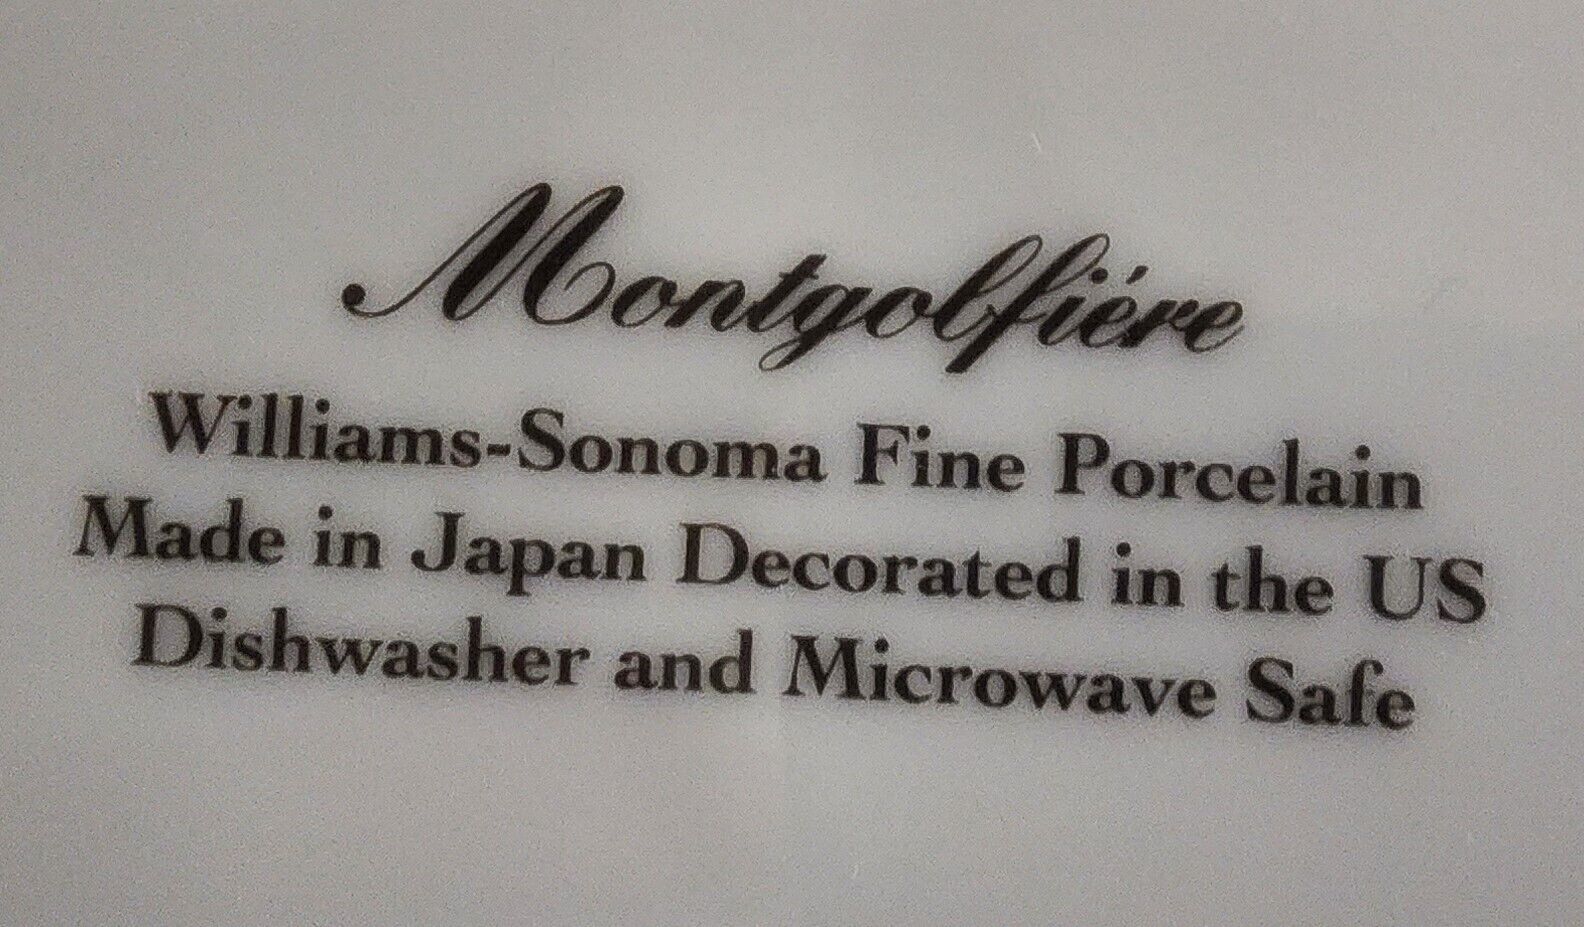 Montgolfiére
Williams-Sonoma Fine Porcelain
Made in Japan Decorated in the US
Dishwasher and Microwave Safe